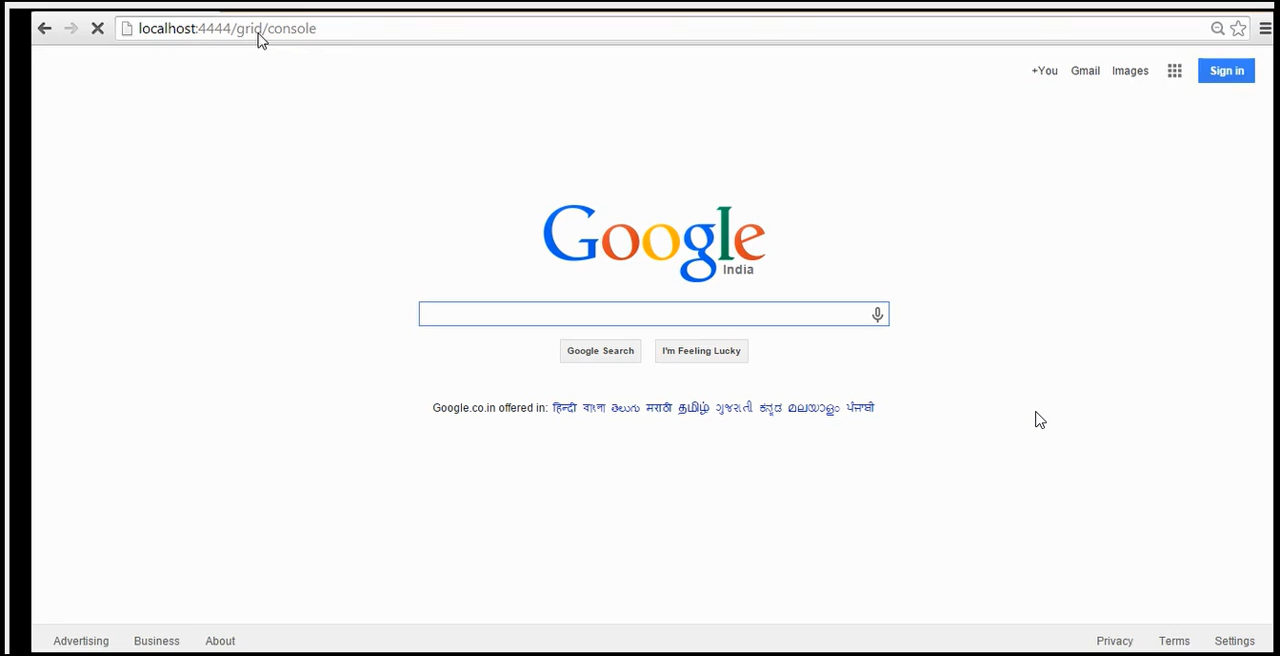 localhost:4444/grid/console
+You Gmail Images Sign in
Google
India
Google Search I'm Feeling Lucky
Google.co.in offered in: हिन्दी বাংলা తెలుగు मराठी தமிழ் ગુજરાતી ಕನ್ನಡ മലയാളം ਪੰਜਾਬੀ
Advertising Business About Privacy Terms Settings